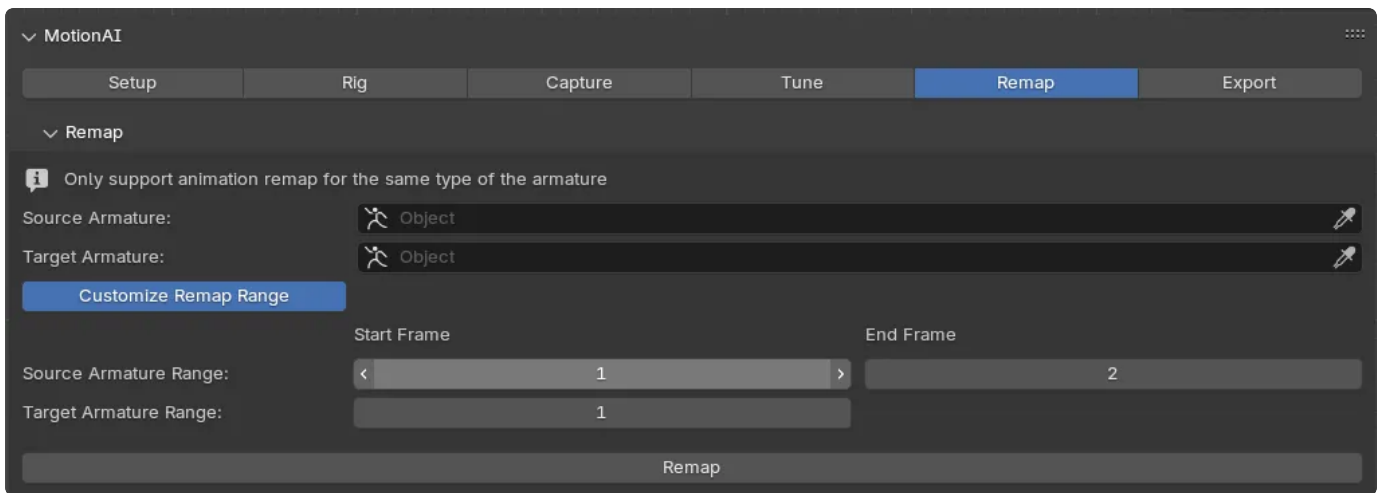 MotionAI
Setup Rig Capture Tune Remap Export
Remap
Only support animation remap for the same type of the armature
Source Armature: Object
Target Armature: Object
Customize Remap Range
Start Frame End Frame
Source Armature Range: 1 2
Target Armature Range: 1
Remap